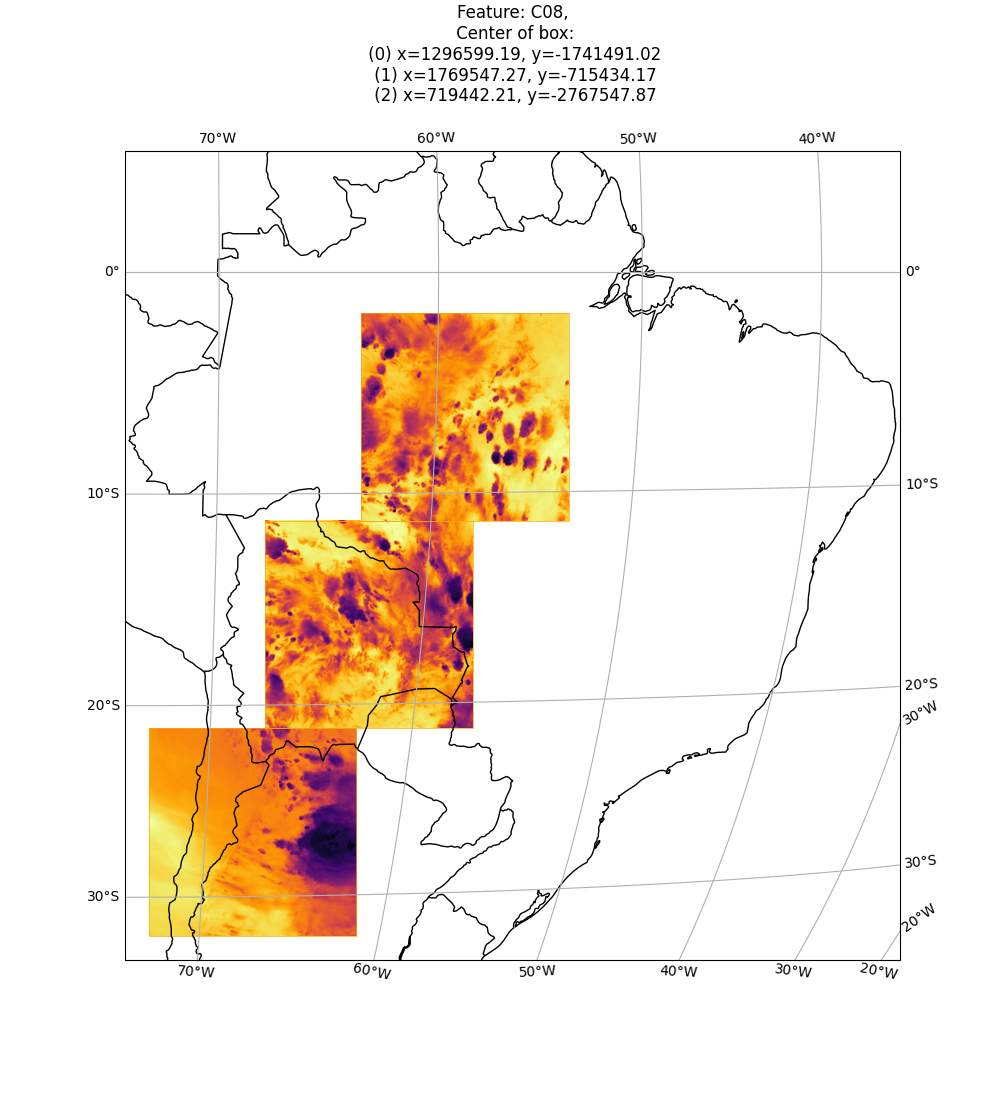 Feature: C08,
Center of box:
(0) x=1296599.19, y=-1741491.02
(1) x=1769547.27, y=-715434.17
(2) x=719442.21, y=-2767547.87
70°W 60°W 50°W 40°W
0° 0°
10°S 10°S
20°S 20°S
30°W
30°S 30°S
20°W
70°W 60°W 50°W 40°W 30°W 20°W